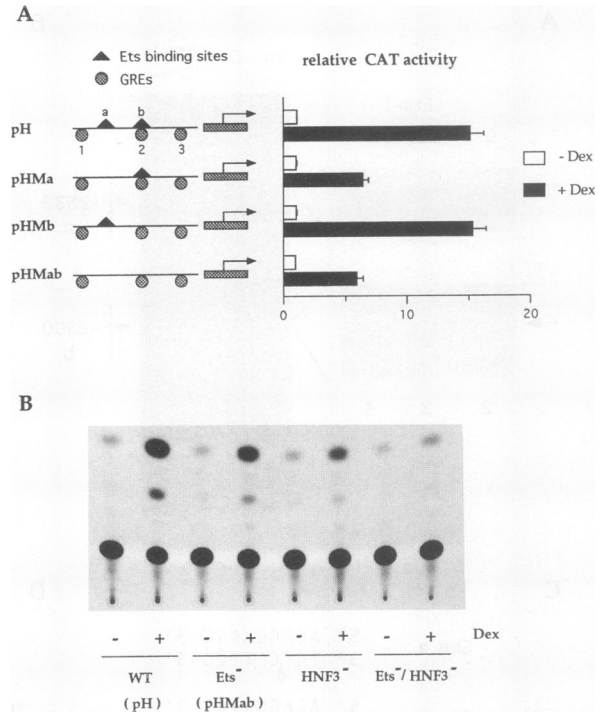 A
Ets binding sites
GREs
relative CAT activity
a b
pH
1 2 3
- Dex
+ Dex
pHMa
pHMb
pHMab
0 10 20
B
- + - + - + - + Dex
WT Ets⁻ HNF3⁻ Ets⁻/ HNF3⁻
( pH ) ( pHMab )